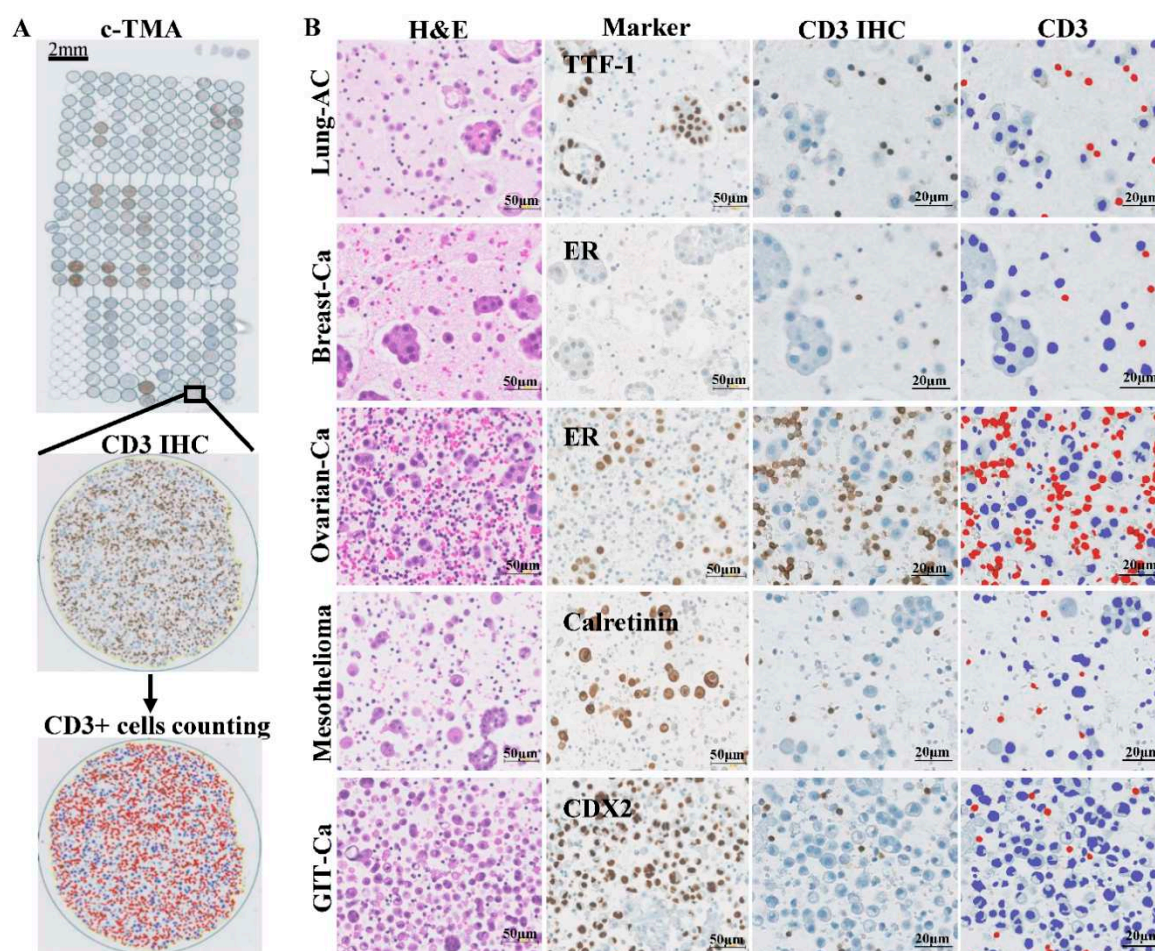 A
c-TMA
2mm
CD3 IHC
CD3+ cells counting
B
H&E
Marker
CD3 IHC
CD3
Lung-AC
TTF-1
50μm
50μm
20μm
20μm
Breast-Ca
ER
50μm
50μm
20μm
20μm
Ovarian-Ca
ER
50μm
50μm
20μm
20μm
Mesothelioma
Calretinin
50μm
50μm
20μm
20μm
GIT-Ca
CDX2
50μm
50μm
20μm
20μm